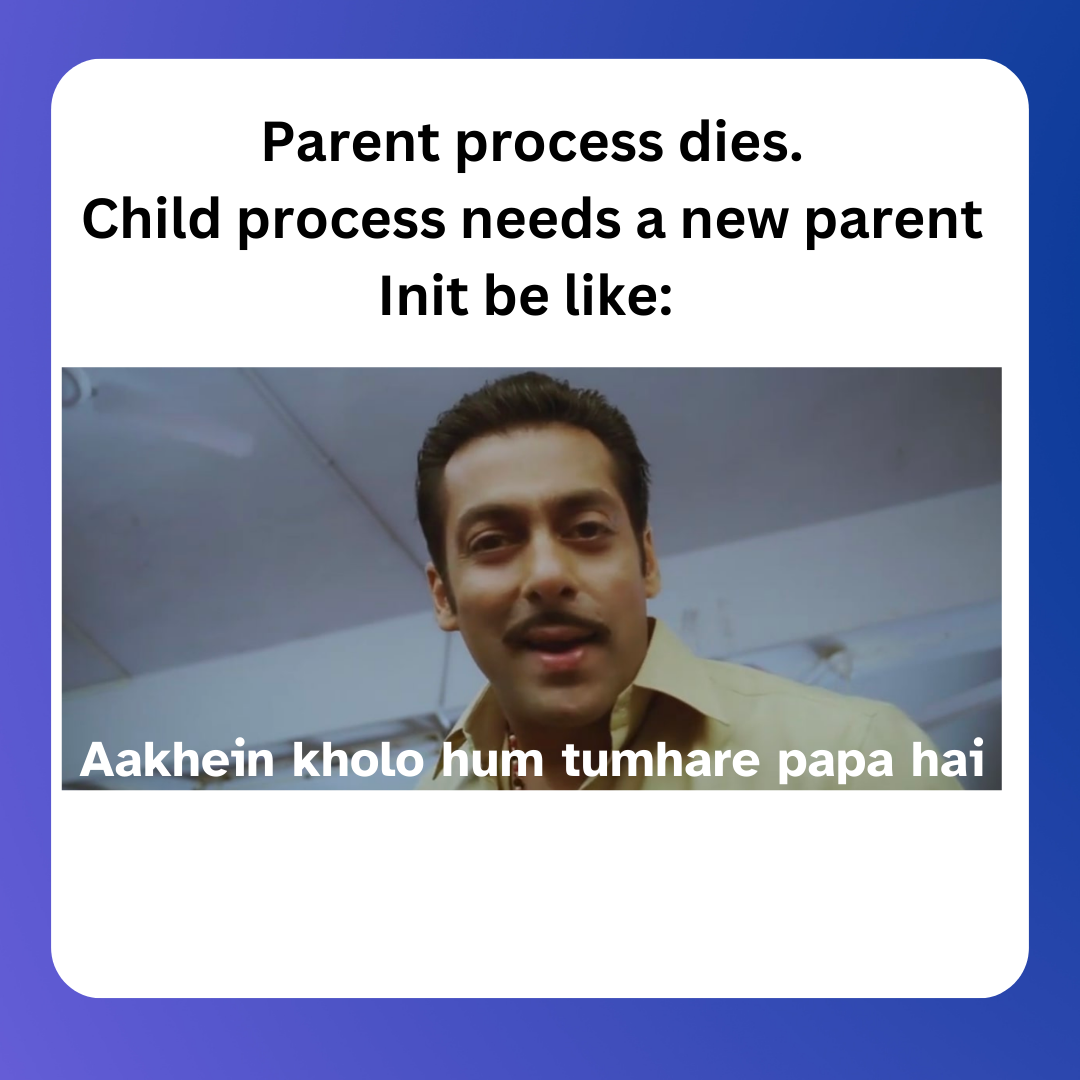 Parent process dies.
Child process needs a new parent
Init be like:
Aakhein kholo hum tumhare papa hai